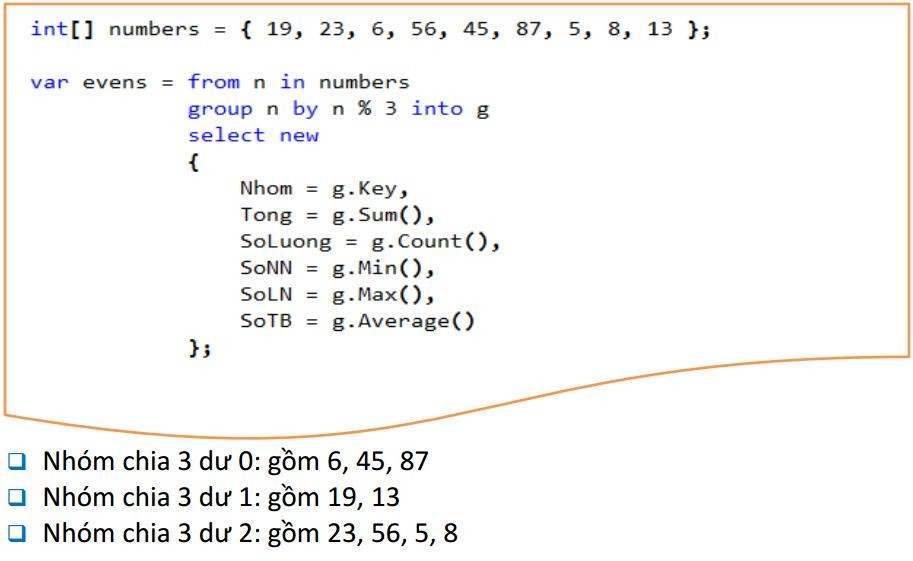 int[] numbers = { 19, 23, 6, 56, 45, 87, 5, 8, 13 };
var evens = from n in numbers
group n by n % 3 into g
select new
{
Nhom = g.Key,
Tong = g.Sum(),
SoLuong = g.Count(),
SoNN = g.Min(),
SoLN = g.Max(),
SoTB = g.Average()
};
Nhóm chia 3 dư 0: gồm 6, 45, 87
Nhóm chia 3 dư 1: gồm 19, 13
Nhóm chia 3 dư 2: gồm 23, 56, 5, 8